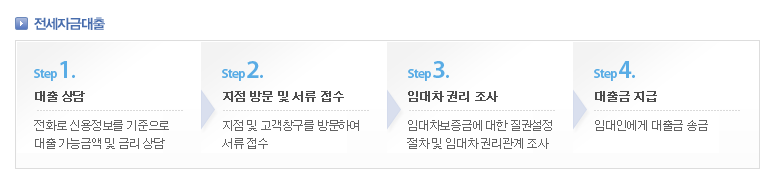 전세자금대출
Step 1.
대출 상담
전화로 신용정보를 기준으로
대출 가능금액 및 금리 상담
Step 2.
지점 방문 및 서류 접수
지점 및 고객창구를 방문하여
서류 접수
Step 3.
임대차 권리 조사
임대차보증금에 대한 질권설정
절차 및 임대차 권리관계 조사
Step 4.
대출금 지급
임대인에게 대출금 송금